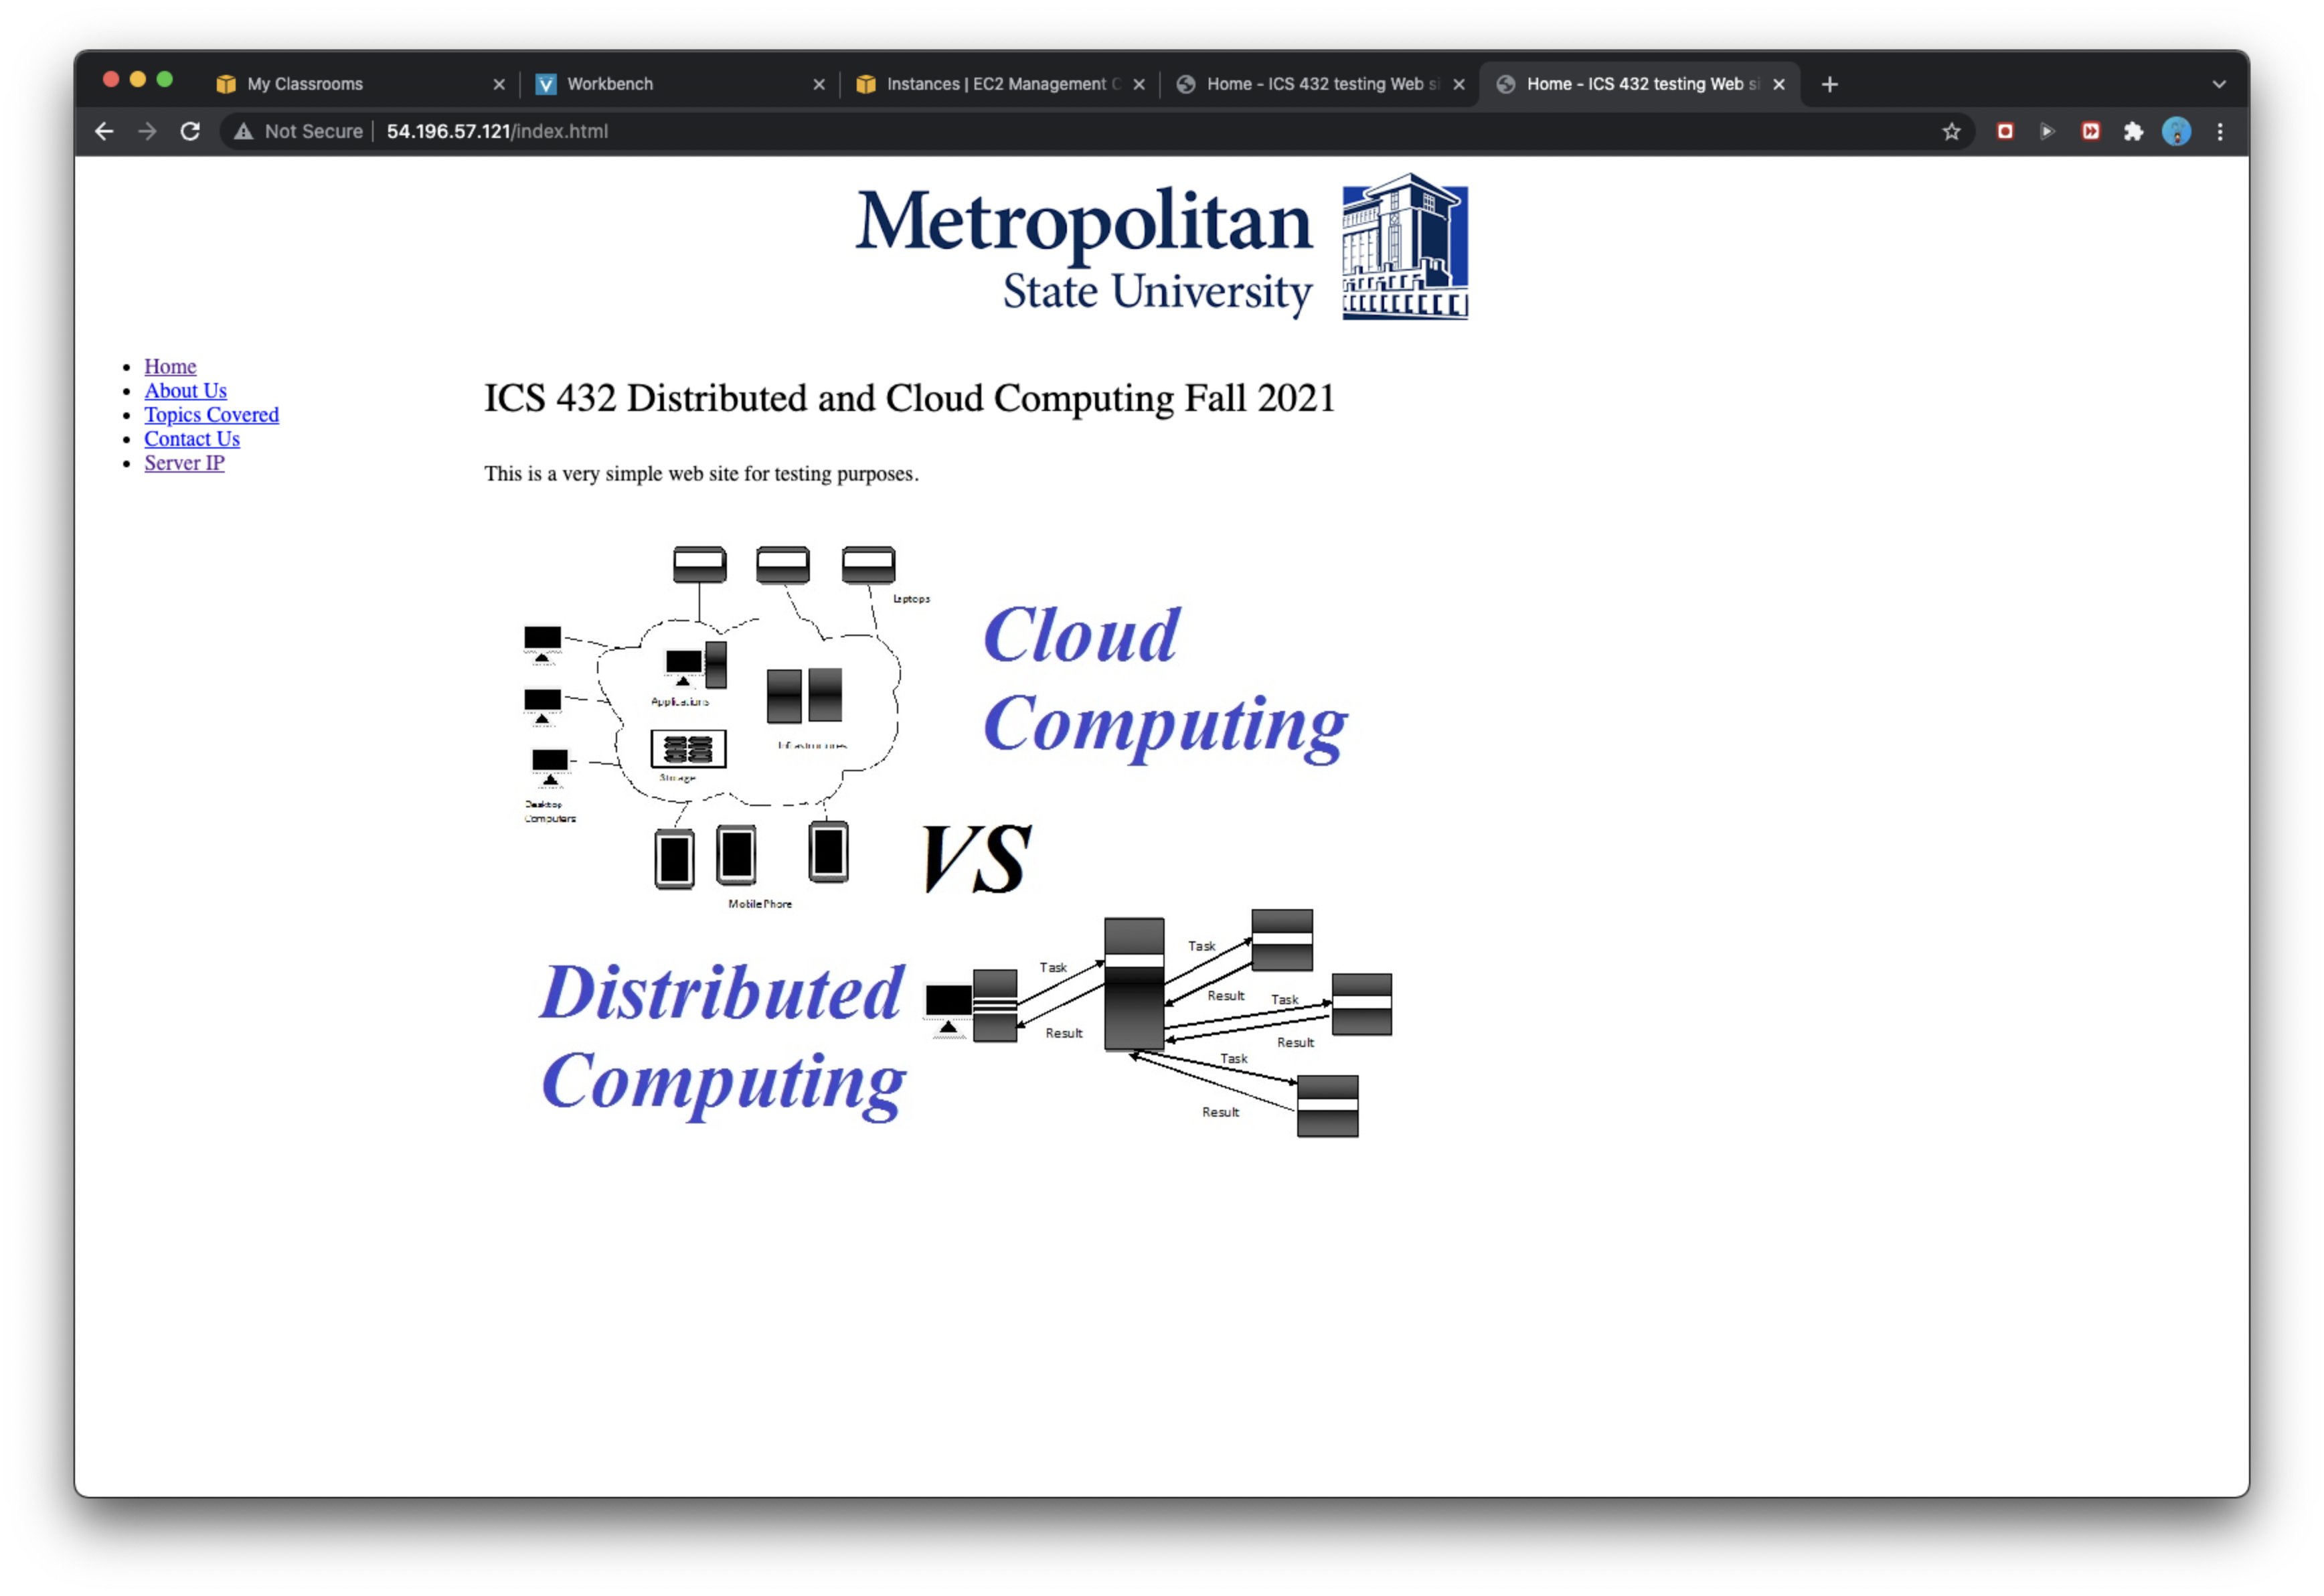 My Classrooms
Workbench
Instances | EC2 Management C
Home - ICS 432 testing Web si
Home - ICS 432 testing Web si
Not Secure
54.196.57.121/index.html
Metropolitan
State University
Home
About Us
Topics Covered
Contact Us
Server IP
ICS 432 Distributed and Cloud Computing Fall 2021
This is a very simple web site for testing purposes.
Laptops
Cloud
Computing
Applications
Infrastructures
Storage
Desktop
Computers
Mobile Phone
VS
Distributed
Computing
Task
Result
Task
Result
Task
Result
Task
Result